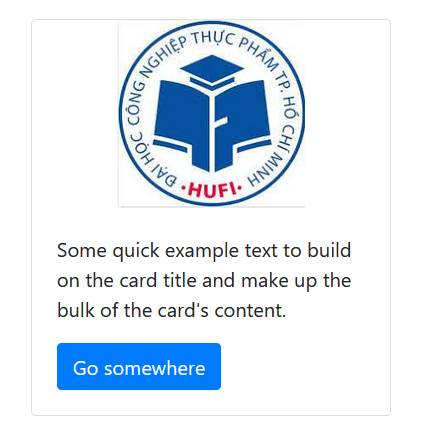 ĐẠI HỌC CÔNG NGHIỆP THỰC PHẨM TP. HỒ CHÍ MINH
•HUFI•
Some quick example text to build
on the card title and make up the
bulk of the card's content.
Go somewhere